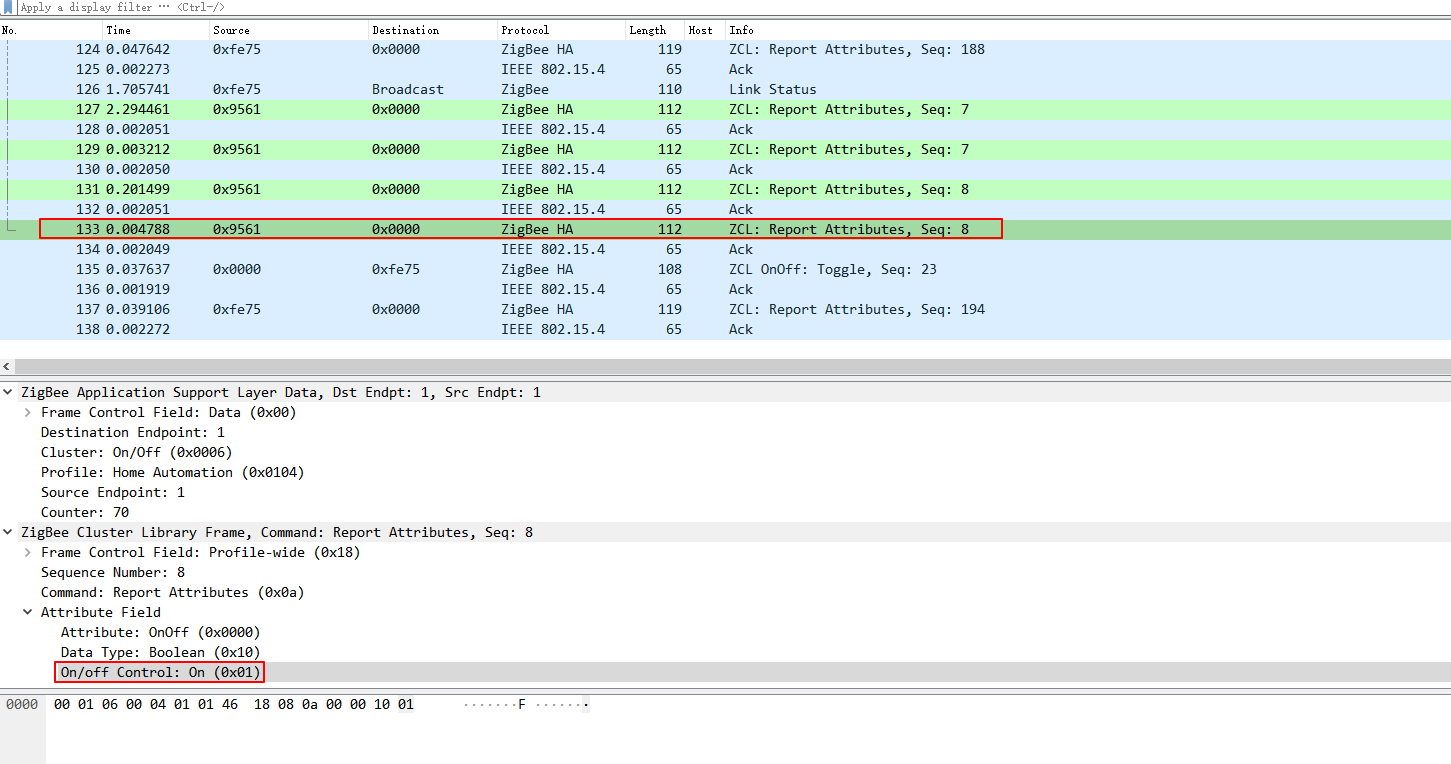 Apply a display filter ··· <Ctrl-/>
No. Time Source Destination Protocol Length Host Info
124 0.047642 0xfe75 0x0000 ZigBee HA 119 ZCL: Report Attributes, Seq: 188
125 0.002273 IEEE 802.15.4 65 Ack
126 1.705741 0xfe75 Broadcast ZigBee 110 Link Status
127 2.294461 0x9561 0x0000 ZigBee HA 112 ZCL: Report Attributes, Seq: 7
128 0.002051 IEEE 802.15.4 65 Ack
129 0.003212 0x9561 0x0000 ZigBee HA 112 ZCL: Report Attributes, Seq: 7
130 0.002050 IEEE 802.15.4 65 Ack
131 0.201499 0x9561 0x0000 ZigBee HA 112 ZCL: Report Attributes, Seq: 8
132 0.002051 IEEE 802.15.4 65 Ack
133 0.004788 0x9561 0x0000 ZigBee HA 112 ZCL: Report Attributes, Seq: 8
134 0.002049 IEEE 802.15.4 65 Ack
135 0.037637 0x0000 0xfe75 ZigBee HA 108 ZCL OnOff: Toggle, Seq: 23
136 0.001919 IEEE 802.15.4 65 Ack
137 0.039106 0xfe75 0x0000 ZigBee HA 119 ZCL: Report Attributes, Seq: 194
138 0.002272 IEEE 802.15.4 65 Ack
ZigBee Application Support Layer Data, Dst Endpt: 1, Src Endpt: 1
Frame Control Field: Data (0x00)
Destination Endpoint: 1
Cluster: On/Off (0x0006)
Profile: Home Automation (0x0104)
Source Endpoint: 1
Counter: 70
ZigBee Cluster Library Frame, Command: Report Attributes, Seq: 8
Frame Control Field: Profile-wide (0x18)
Sequence Number: 8
Command: Report Attributes (0x0a)
Attribute Field
Attribute: OnOff (0x0000)
Data Type: Boolean (0x10)
On/off Control: On (0x01)
0000 00 01 06 00 04 01 01 46 18 08 0a 00 00 10 01 ·······F ·······